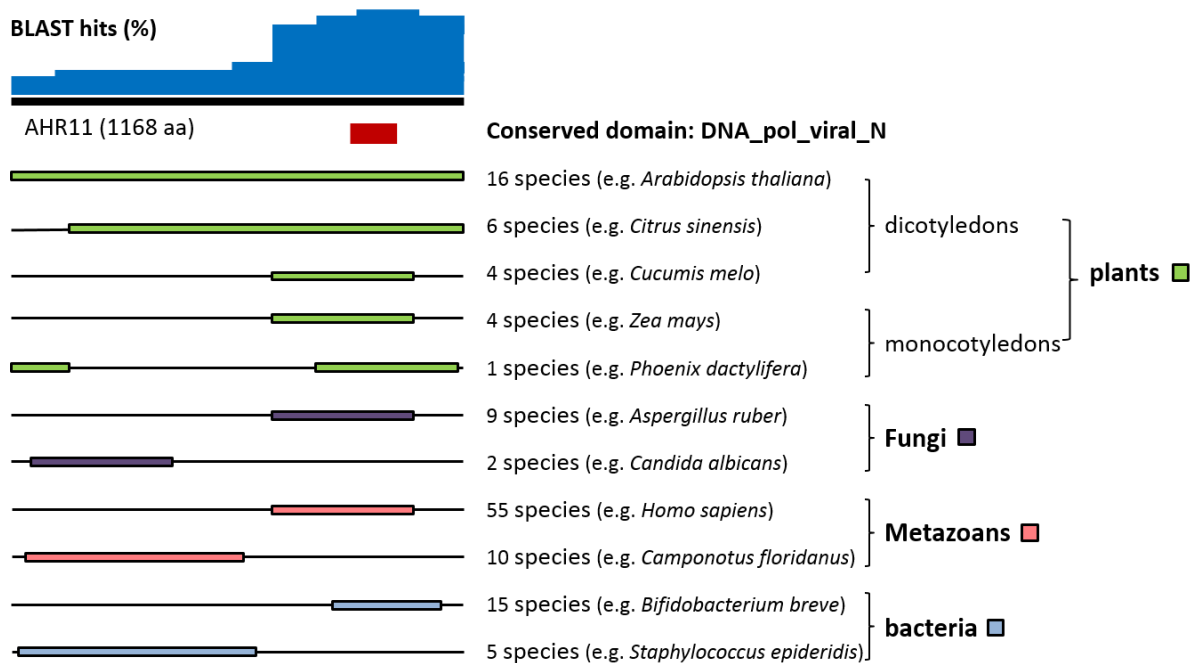 BLAST hits (%)
AHR11 (1168 aa)
Conserved domain: DNA_pol_viral_N
16 species (e.g. Arabidopsis thaliana)
6 species (e.g. Citrus sinensis)
dicotyledons
4 species (e.g. Cucumis melo)
plants
4 species (e.g. Zea mays)
monocotyledons
1 species (e.g. Phoenix dactylifera)
9 species (e.g. Aspergillus ruber)
Fungi
2 species (e.g. Candida albicans)
55 species (e.g. Homo sapiens)
Metazoans
10 species (e.g. Camponotus floridanus)
15 species (e.g. Bifidobacterium breve)
bacteria
5 species (e.g. Staphylococcus epideridis)